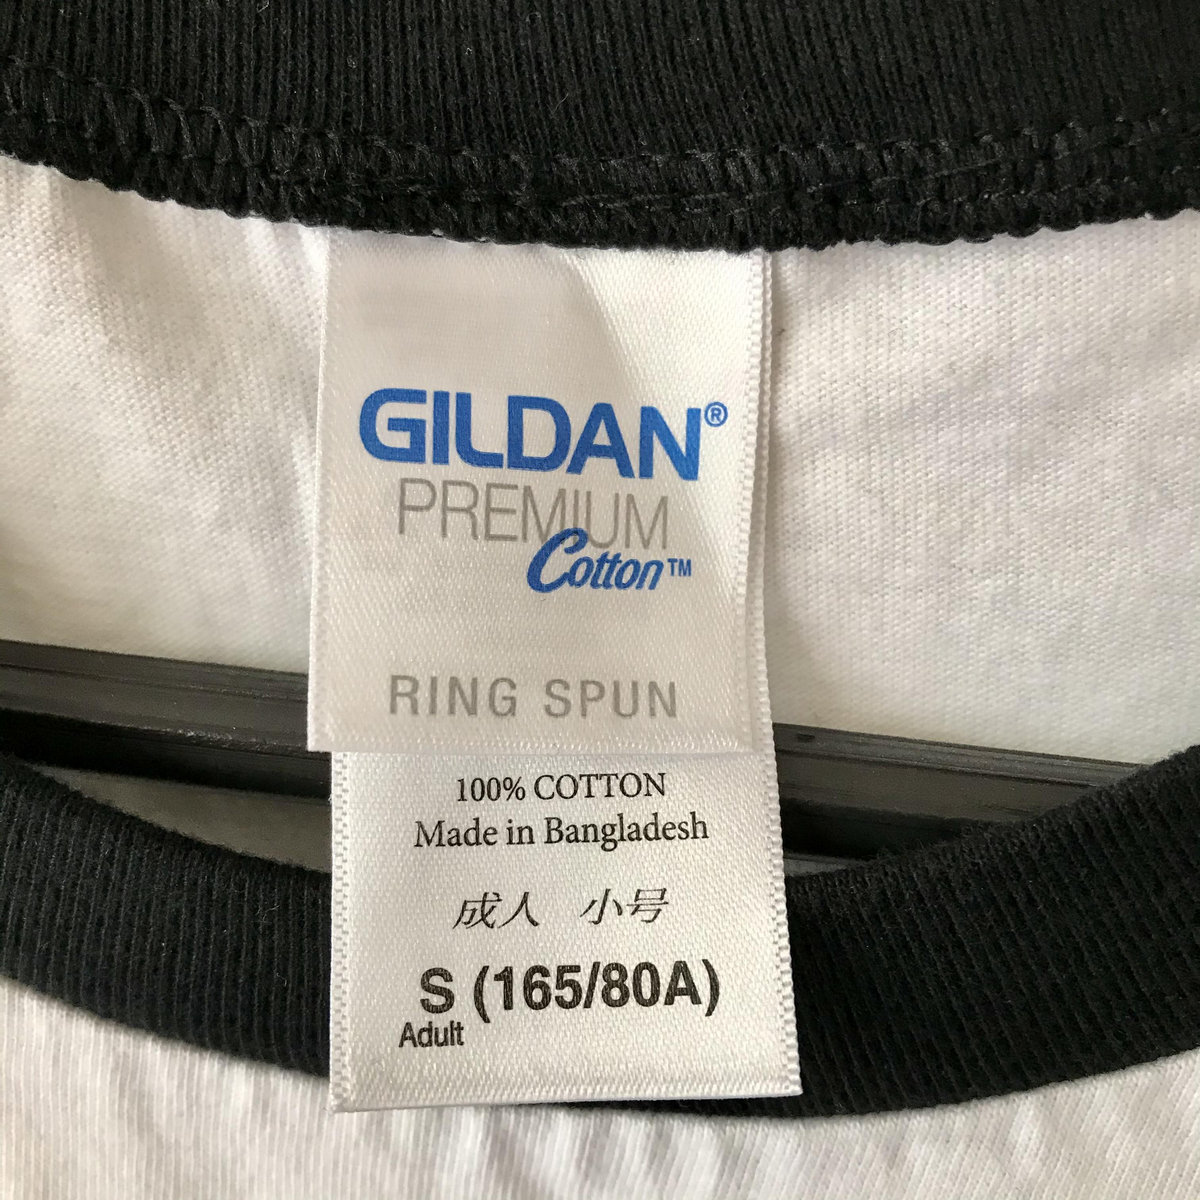 GILDAN®
PREMIUM
Cotton™
RING SPUN
100% COTTON
Made in Bangladesh
成人 小号
S (165/80A)
Adult